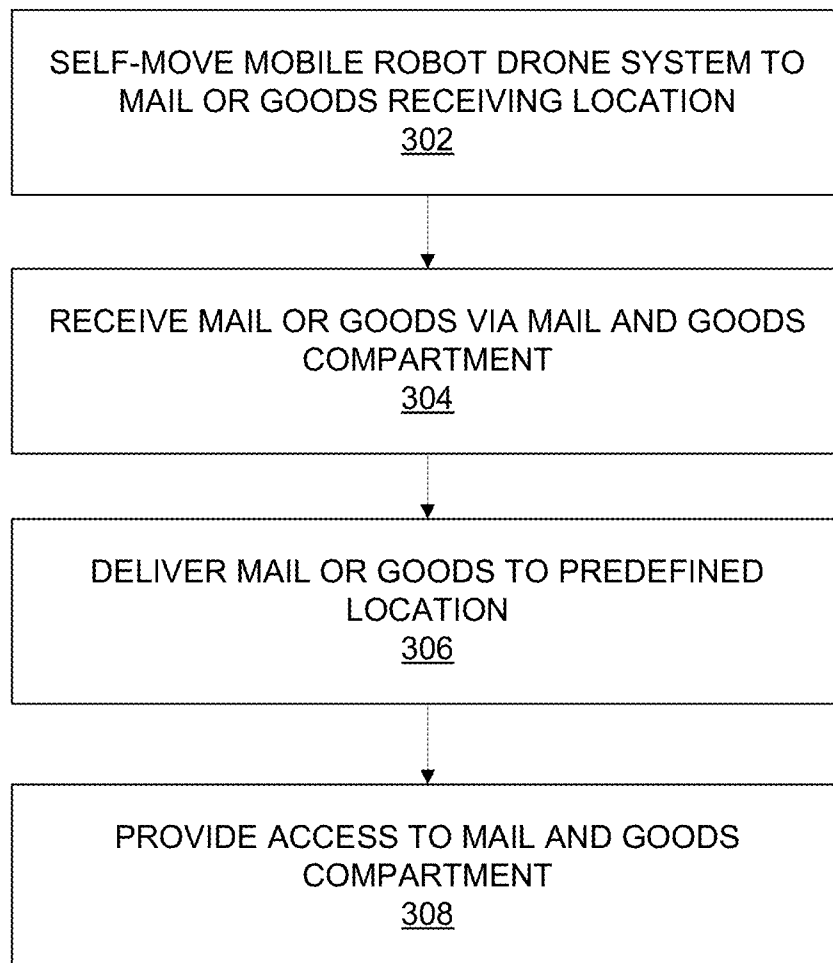 SELF-MOVE MOBILE ROBOT DRONE SYSTEM TO
MAIL OR GOODS RECEIVING LOCATION
302
RECEIVE MAIL OR GOODS VIA MAIL AND GOODS
COMPARTMENT
304
DELIVER MAIL OR GOODS TO PREDEFINED
LOCATION
306
PROVIDE ACCESS TO MAIL AND GOODS
COMPARTMENT
308